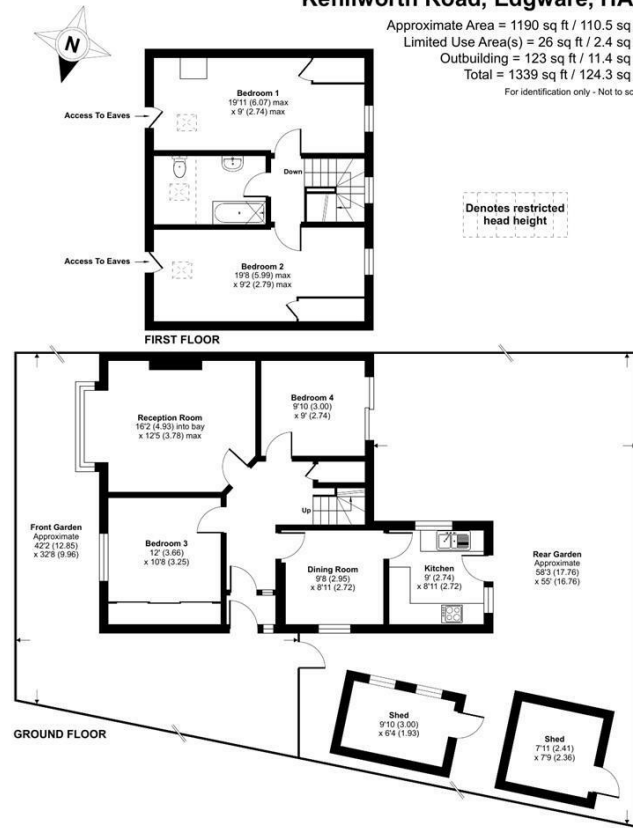 Kenilworth Road, Edgware, HA
Approximate Area = 1190 sq ft / 110.5 sq
Limited Use Area(s) = 26 sq ft / 2.4 sq
Outbuilding = 123 sq ft / 11.4 sq
Total = 1339 sq ft / 124.3 sq
For identification only - Not to sc
N
Bedroom 1
19'11 (6.07) max
x 9' (2.74) max
Access To Eaves
Down
Denotes restricted
head height
Access To Eaves
Bedroom 2
19'8 (5.99) max
x 9'2 (2.79) max
FIRST FLOOR
Reception Room
16'2 (4.93) into bay
x 12'5 (3.78) max
Bedroom 4
9'10 (3.00)
x 9' (2.74)
Up
Front Garden
Approximate
42'2 (12.85)
x 32'8 (9.96)
Bedroom 3
12' (3.66)
x 10'8 (3.25)
Dining Room
9'8 (2.95)
x 8'11 (2.72)
Kitchen
9' (2.74)
x 8'11 (2.72)
Rear Garden
Approximate
58'3 (17.76)
x 55' (16.76)
Shed
9'10 (3.00)
x 6'4 (1.93)
Shed
7'11 (2.41)
x 7'9 (2.36)
GROUND FLOOR